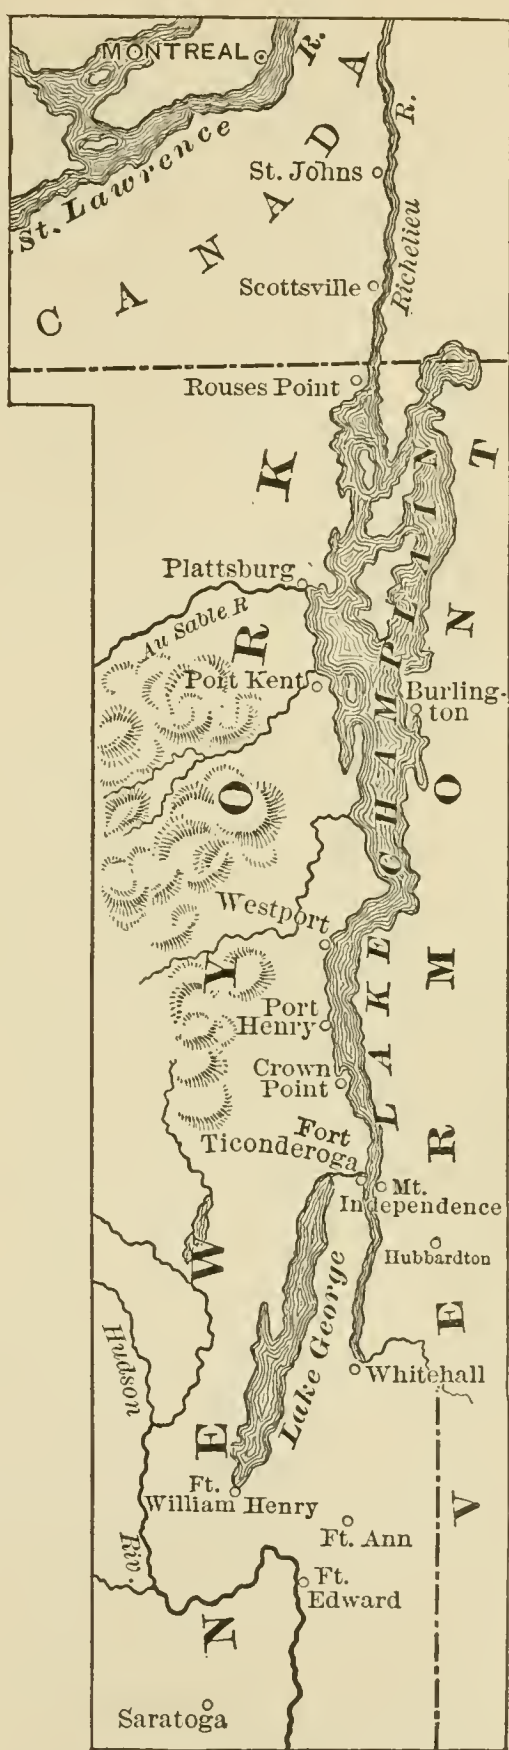 MONTREAL
R.
St. Lawrence
CANADA
R.
St. Johns
Richelieu
Scottsville
Rouses Point
NEW YORK
VERMONT
LAKE CHAMPLAIN
Plattsburg
Au Sable R
Port Kent
Burling-
ton
Westport
Port
Henry
Crown
Point
Fort
Ticonderoga
Mt.
Independence
Hubbardton
Lake George
Whitehall
Hudson
Riv.
Ft.
William Henry
Ft. Ann
Ft.
Edward
Saratoga